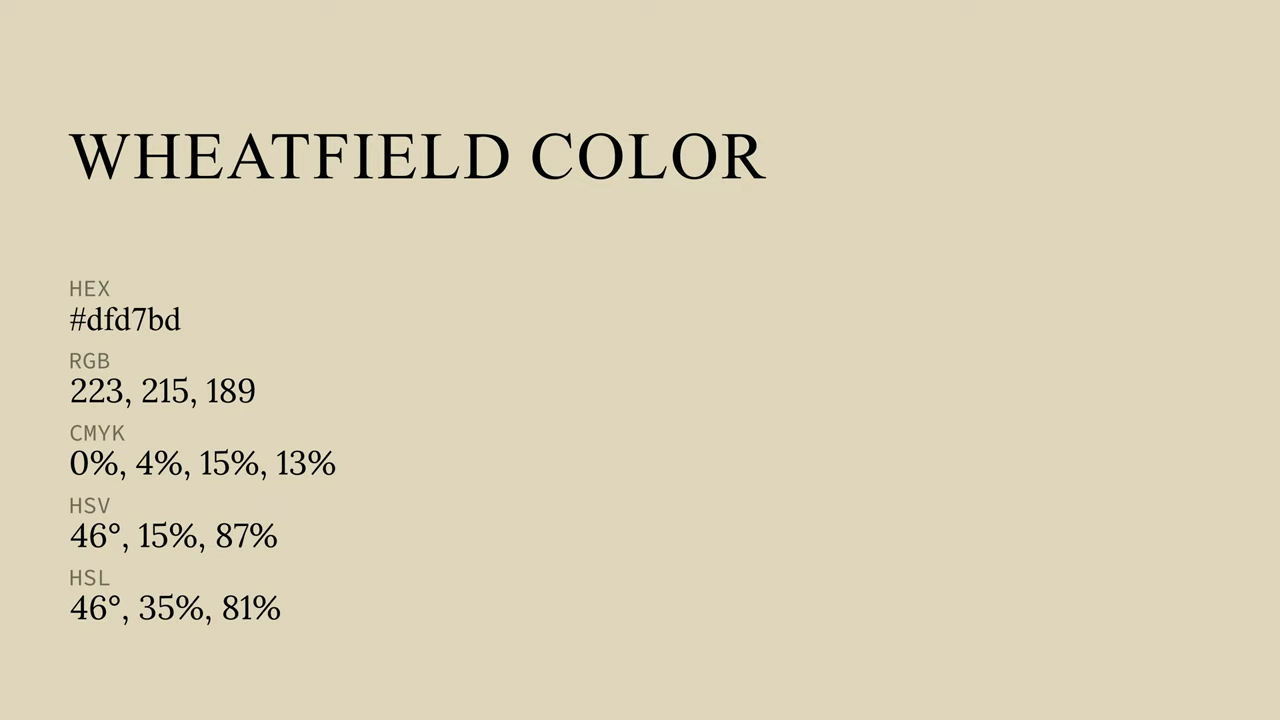 WHEATFIELD COLOR
HEX
#dfd7bd
RGB
223, 215, 189
CMYK
0%, 4%, 15%, 13%
HSV
46°, 15%, 87%
HSL
46°, 35%, 81%